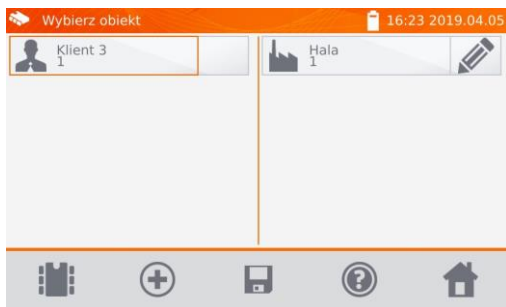 Wybierz obiekt
16:23 2019.04.05
Klient 3
1
Hala
1